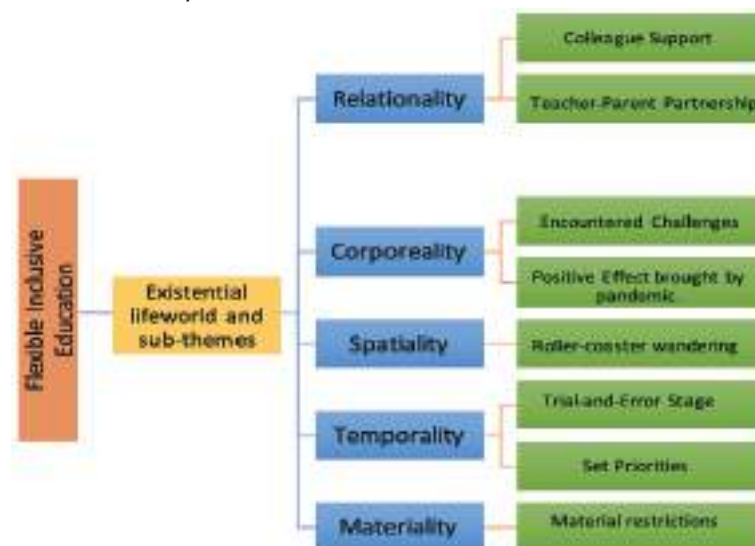 Flexible Inclusive
Education
Existential
lifeworld and
sub-themes
Relationality
Colleague Support
Teacher-Parent Partnership
Corporeality
Encountered Challenges
Positive Effect brought by
pandemic
Spatiality
Roller-coaster wandering
Temporality
Trial-and-Error Stage
Set Priorities
Materiality
Material restrictions